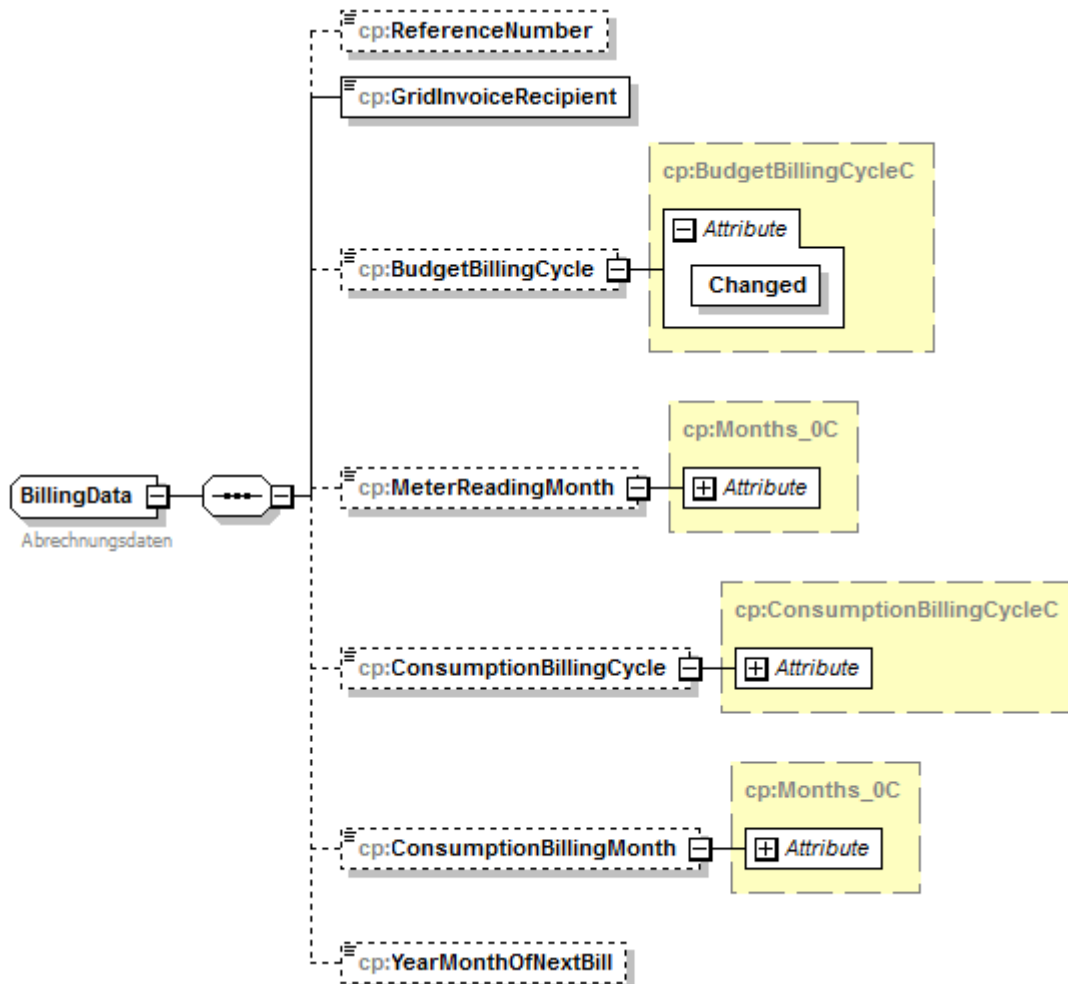 cp:ReferenceNumber
cp:GridInvoiceRecipient
cp:BudgetBillingCycleC
Attribute
cp:BudgetBillingCycle
Changed
cp:Months_0C
cp:MeterReadingMonth
Attribute
BillingData
Abrechnungsdaten
cp:ConsumptionBillingCycleC
cp:ConsumptionBillingCycle
Attribute
cp:Months_0C
cp:ConsumptionBillingMonth
Attribute
cp:YearMonthOfNextBill